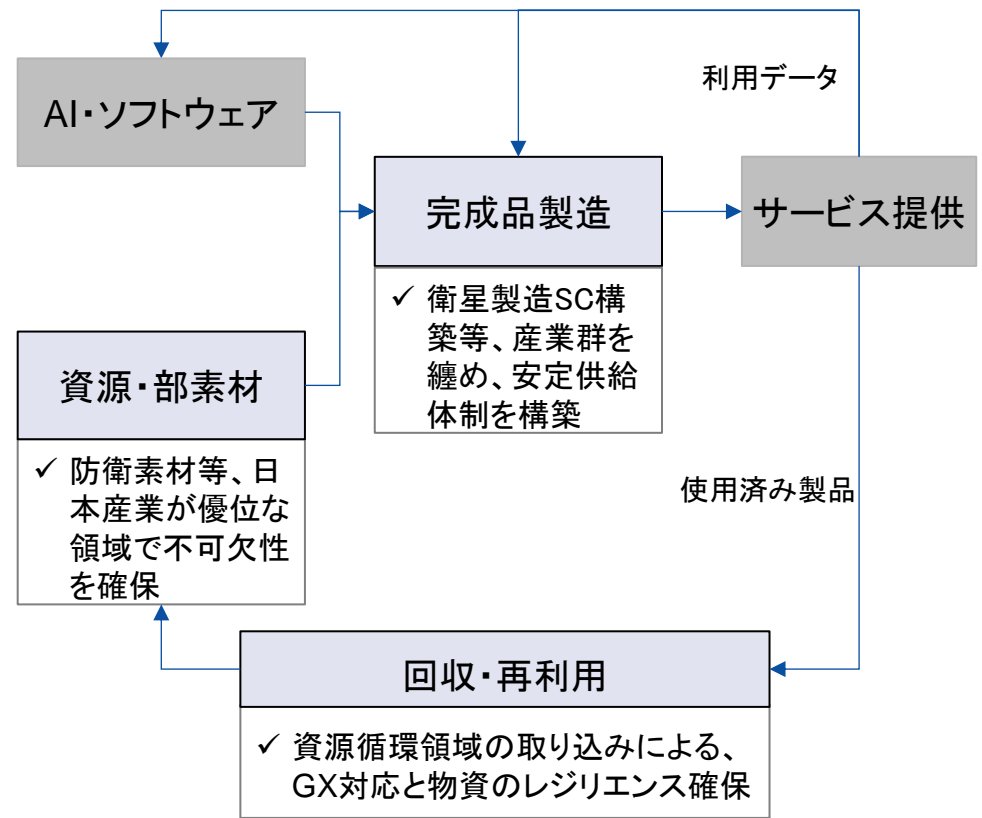 利用データ
AI・ソフトウェア
完成品製造
サービス提供
✓ 衛星製造SC構
築等、産業群を
纏め、安定供給
体制を構築
資源・部素材
✓ 防衛素材等、日
本産業が優位な
領域で不可欠性
を確保
使用済み製品
回収・再利用
✓ 資源循環領域の取り込みによる、
GX対応と物資のレジリエンス確保